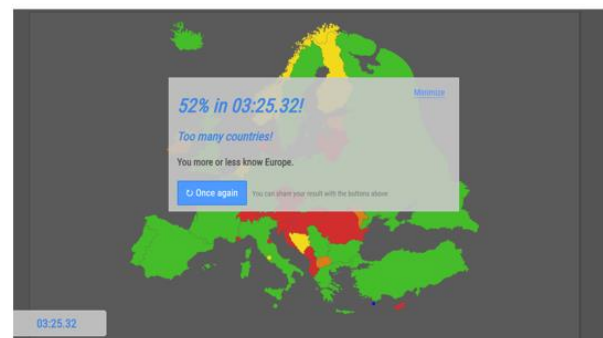 Minimize
52% in 03:25.32!
Too many countries!
You more or less know Europe.
↻ Once again
You can share your result with the buttons above
03:25.32